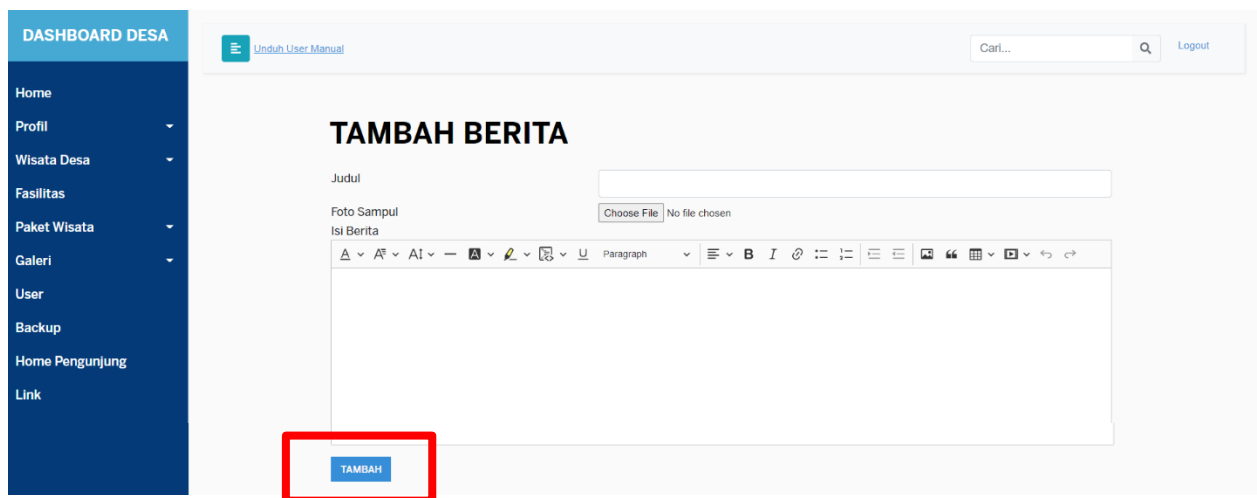 DASHBOARD DESA
Unduh User Manual
Cari...
Logout
Home
Profil
Wisata Desa
Fasilitas
Paket Wisata
Galeri
User
Backup
Home Pengunjung
Link
TAMBAH BERITA
Judul
Foto Sampul Choose File No file chosen
Isi Berita
A A AI A U Paragraph B I
TAMBAH